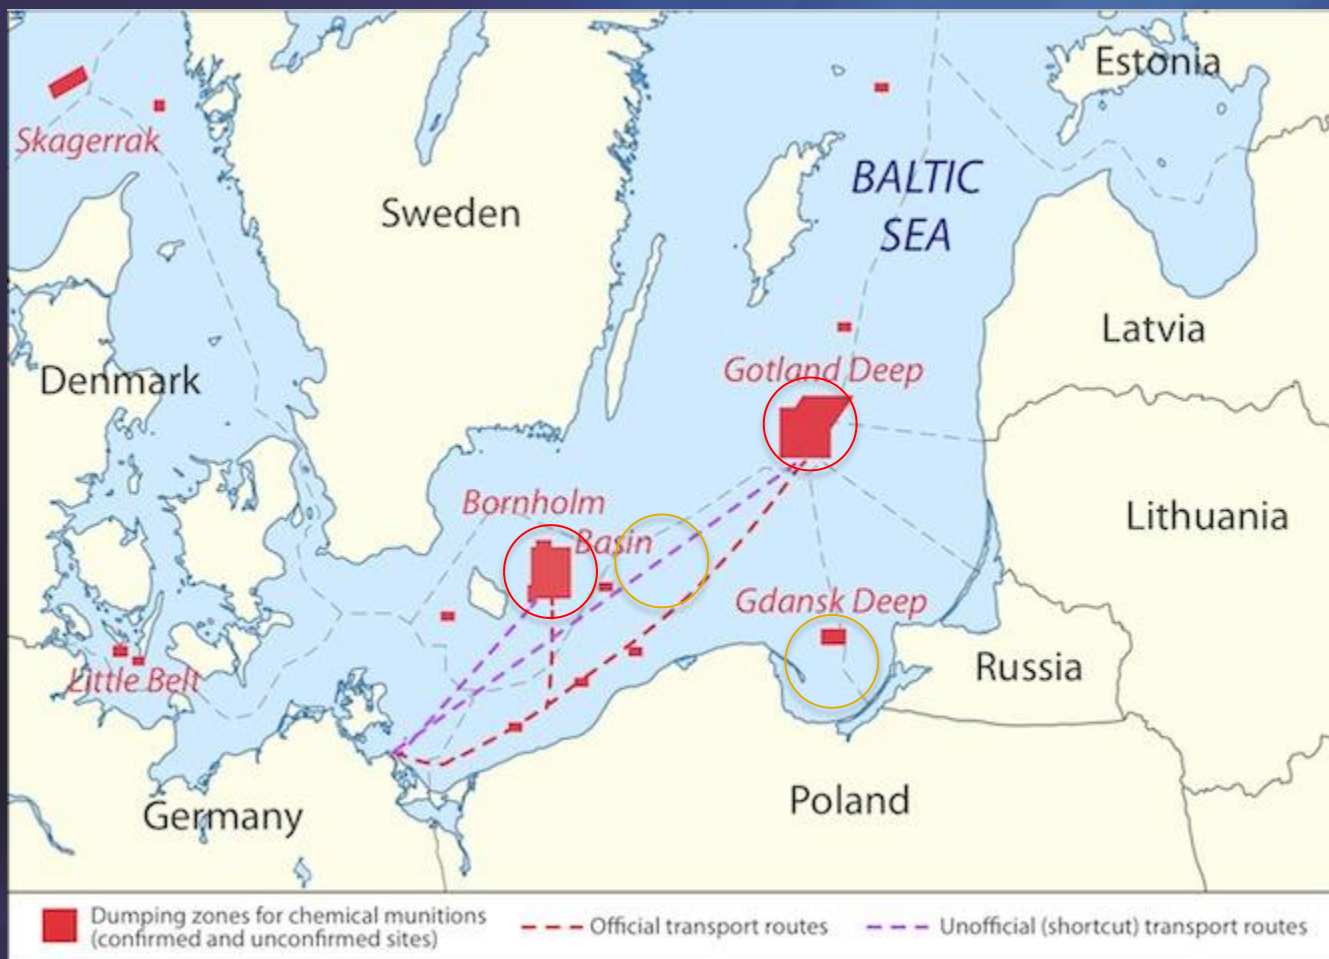 Estonia
Skagerrak
BALTIC
SEA
Sweden
Latvia
Gotland Deep
Denmark
Bornholm
Basin
Lithuania
Gdansk Deep
Little Belt
Russia
Germany
Poland
Dumping zones for chemical munitions
(confirmed and unconfirmed sites)
Official transport routes
Unofficial (shortcut) transport routes